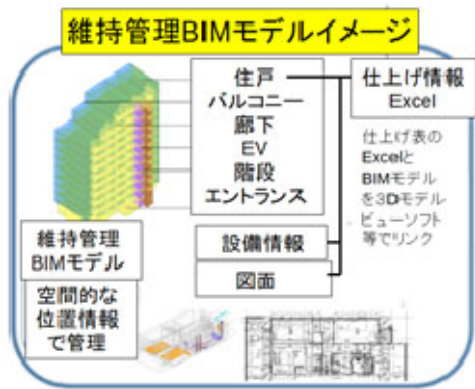 維持管理BIMモデルイメージ
住戸
バルコニー
廊下
EV
階段
エントランス
仕上げ情報
Excel
仕上げ表の
Excelと
BIMモデル
を3Dモデル
ビューソフト
等でリンク
設備情報
図面
維持管理
BIMモデル
空間的な
位置情報
で管理